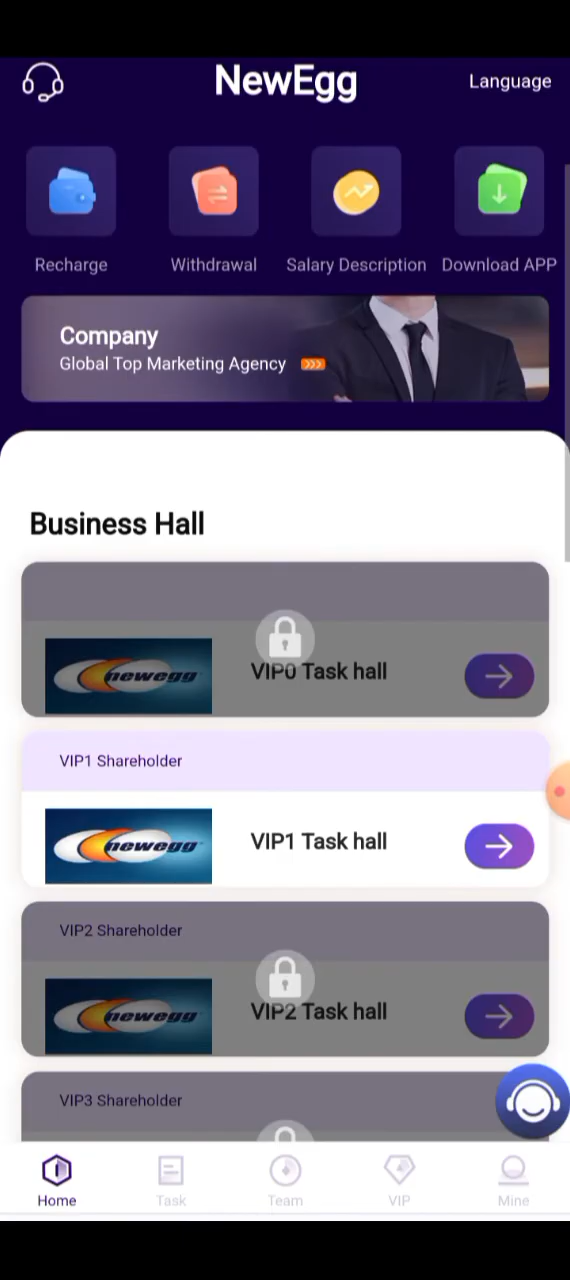 NewEgg
Language
Recharge
Withdrawal
Salary Description
Download APP
Company
Global Top Marketing Agency
Business Hall
newegg
VIP0 Task hall
VIP1 Shareholder
newegg
VIP1 Task hall
VIP2 Shareholder
newegg
VIP2 Task hall
VIP3 Shareholder
Home
Task
Team
VIP
Mine